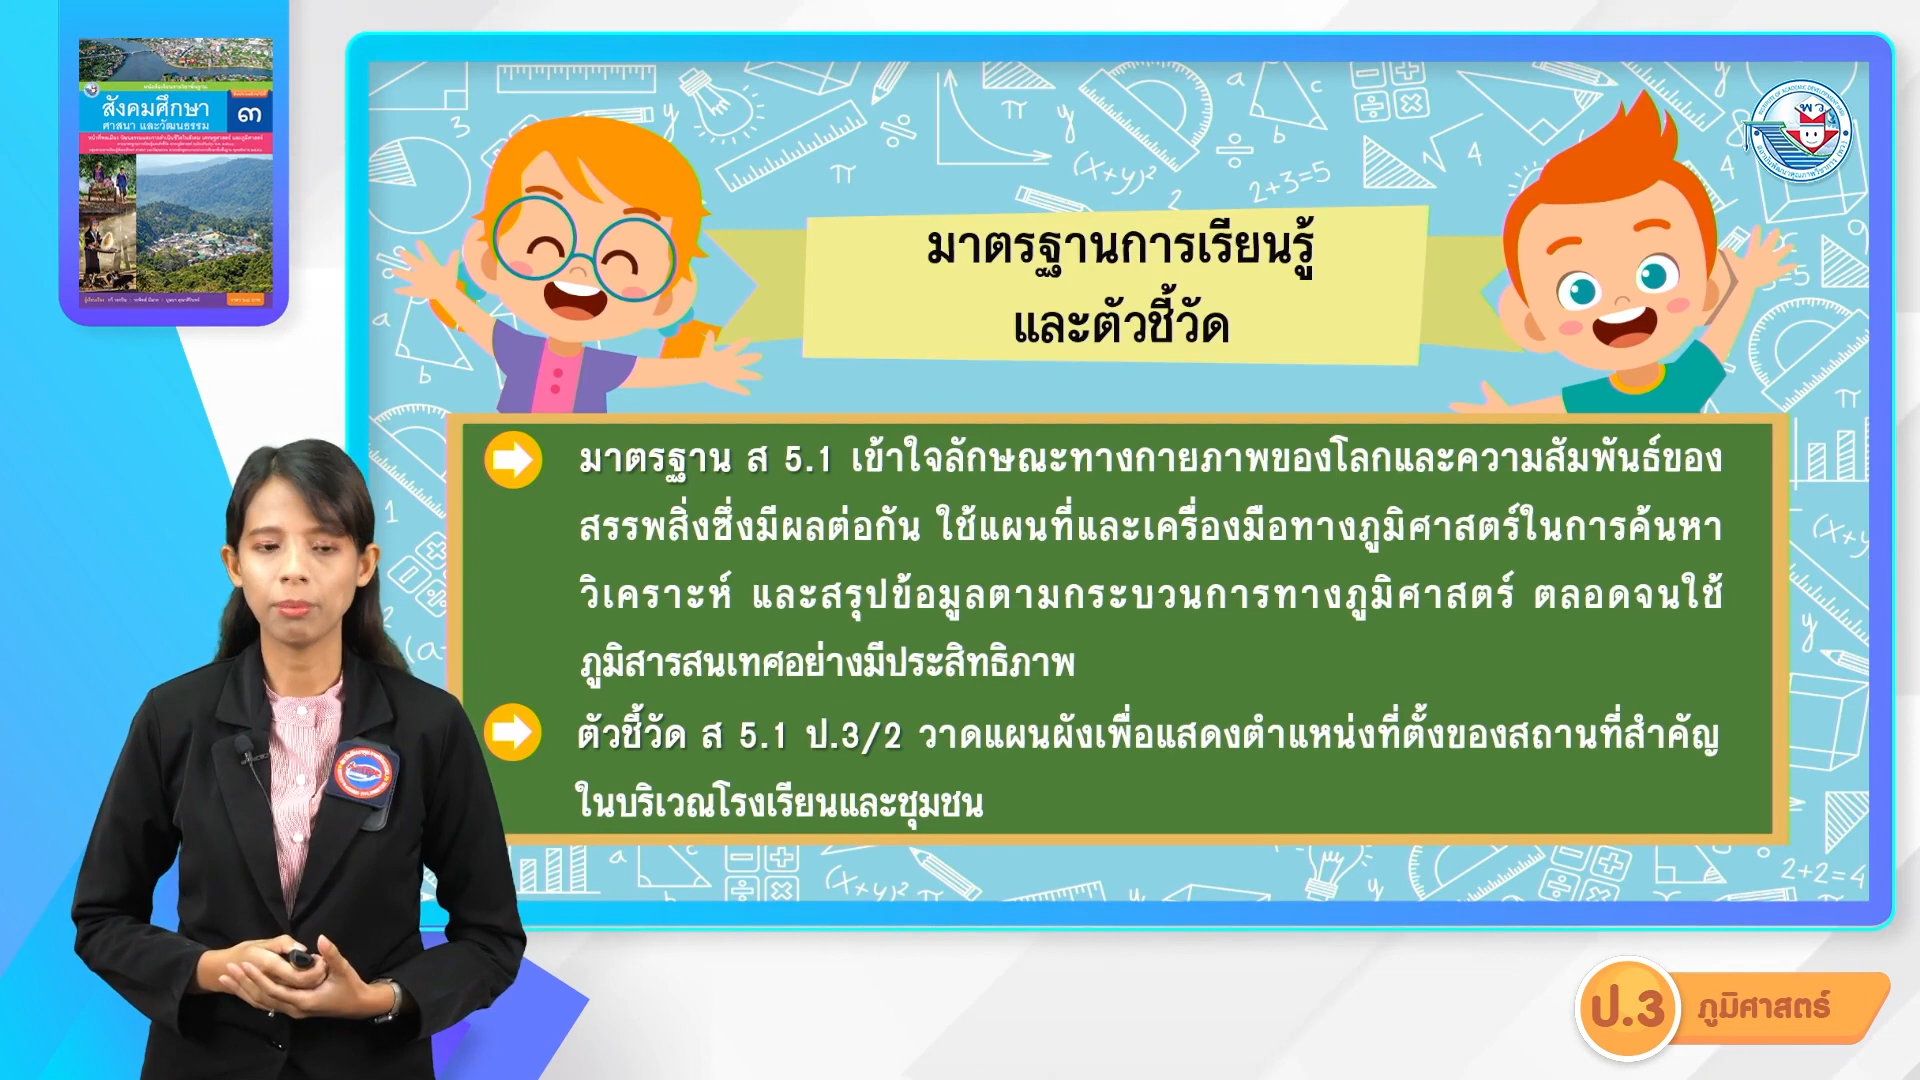 สังคมศึกษา
ศาสนา และวัฒนธรรม
๓
มาตรฐานการเรียนรู้
และตัวชี้วัด
มาตรฐาน ส 5.1 เข้าใจลักษณะทางกายภาพของโลกและความสัมพันธ์ของ
สรรพสิ่งซึ่งมีผลต่อกัน ใช้แผนที่และเครื่องมือทางภูมิศาสตร์ในการค้นหา
วิเคราะห์ และสรุปข้อมูลตามกระบวนการทางภูมิศาสตร์ ตลอดจนใช้
ภูมิสารสนเทศอย่างมีประสิทธิภาพ
ตัวชี้วัด ส 5.1 ป.3/2 วาดแผนผังเพื่อแสดงตำแหน่งที่ตั้งของสถานที่สำคัญ
ในบริเวณโรงเรียนและชุมชน
ป.3 ภูมิศาสตร์